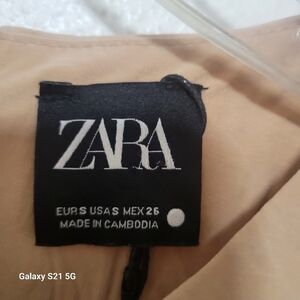 ZARA
EUR S USA S MEX 26
MADE IN CAMBODIA
Galaxy S21 5G